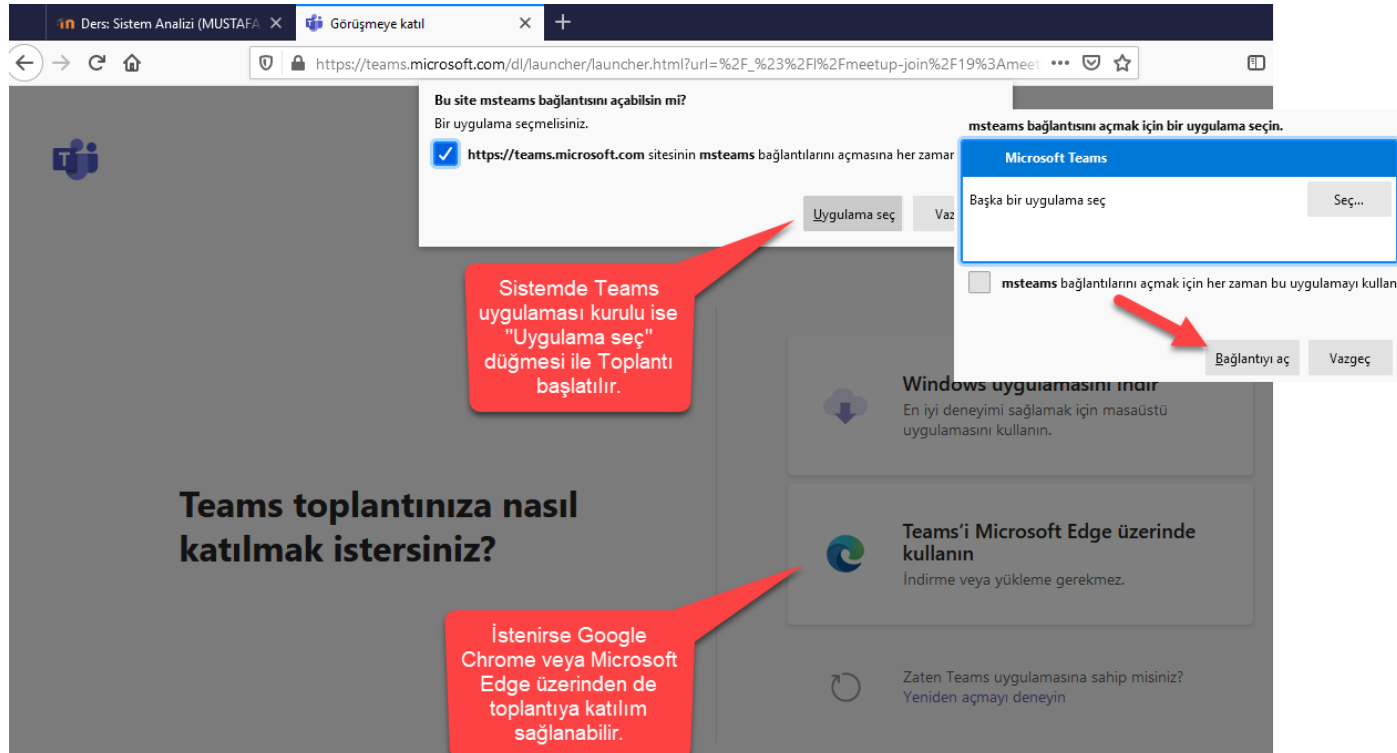 Ders: Sistem Analizi (MUSTAFA
Görüşmeye katıl
https://teams.microsoft.com/dl/launcher/launcher.html?url=%2F_%23%2Fl%2Fmeetup-join%2F19%3Ameet
Bu site msteams bağlantısını açabilsin mi?
Bir uygulama seçmelisiniz.
https://teams.microsoft.com sitesinin msteams bağlantılarını açmasına her zaman
Uygulama seç
Vaz
msteams bağlantısını açmak için bir uygulama seçin.
Microsoft Teams
Başka bir uygulama seç
Seç...
msteams bağlantılarını açmak için her zaman bu uygulamayı kullan
Bağlantıyı aç
Vazgeç
Sistemde Teams
uygulaması kurulu ise
"Uygulama seç"
düğmesi ile Toplantı
başlatılır.
Windows uygulamasını indir
En iyi deneyimi sağlamak için masaüstü
uygulamasını kullanın.
Teams toplantınıza nasıl
katılmak istersiniz?
Teams’i Microsoft Edge üzerinde
kullanın
İndirme veya yükleme gerekmez.
İstenirse Google
Chrome veya Microsoft
Edge üzerinden de
toplantıya katılım
sağlanabilir.
Zaten Teams uygulamasına sahip misiniz?
Yeniden açmayı deneyin